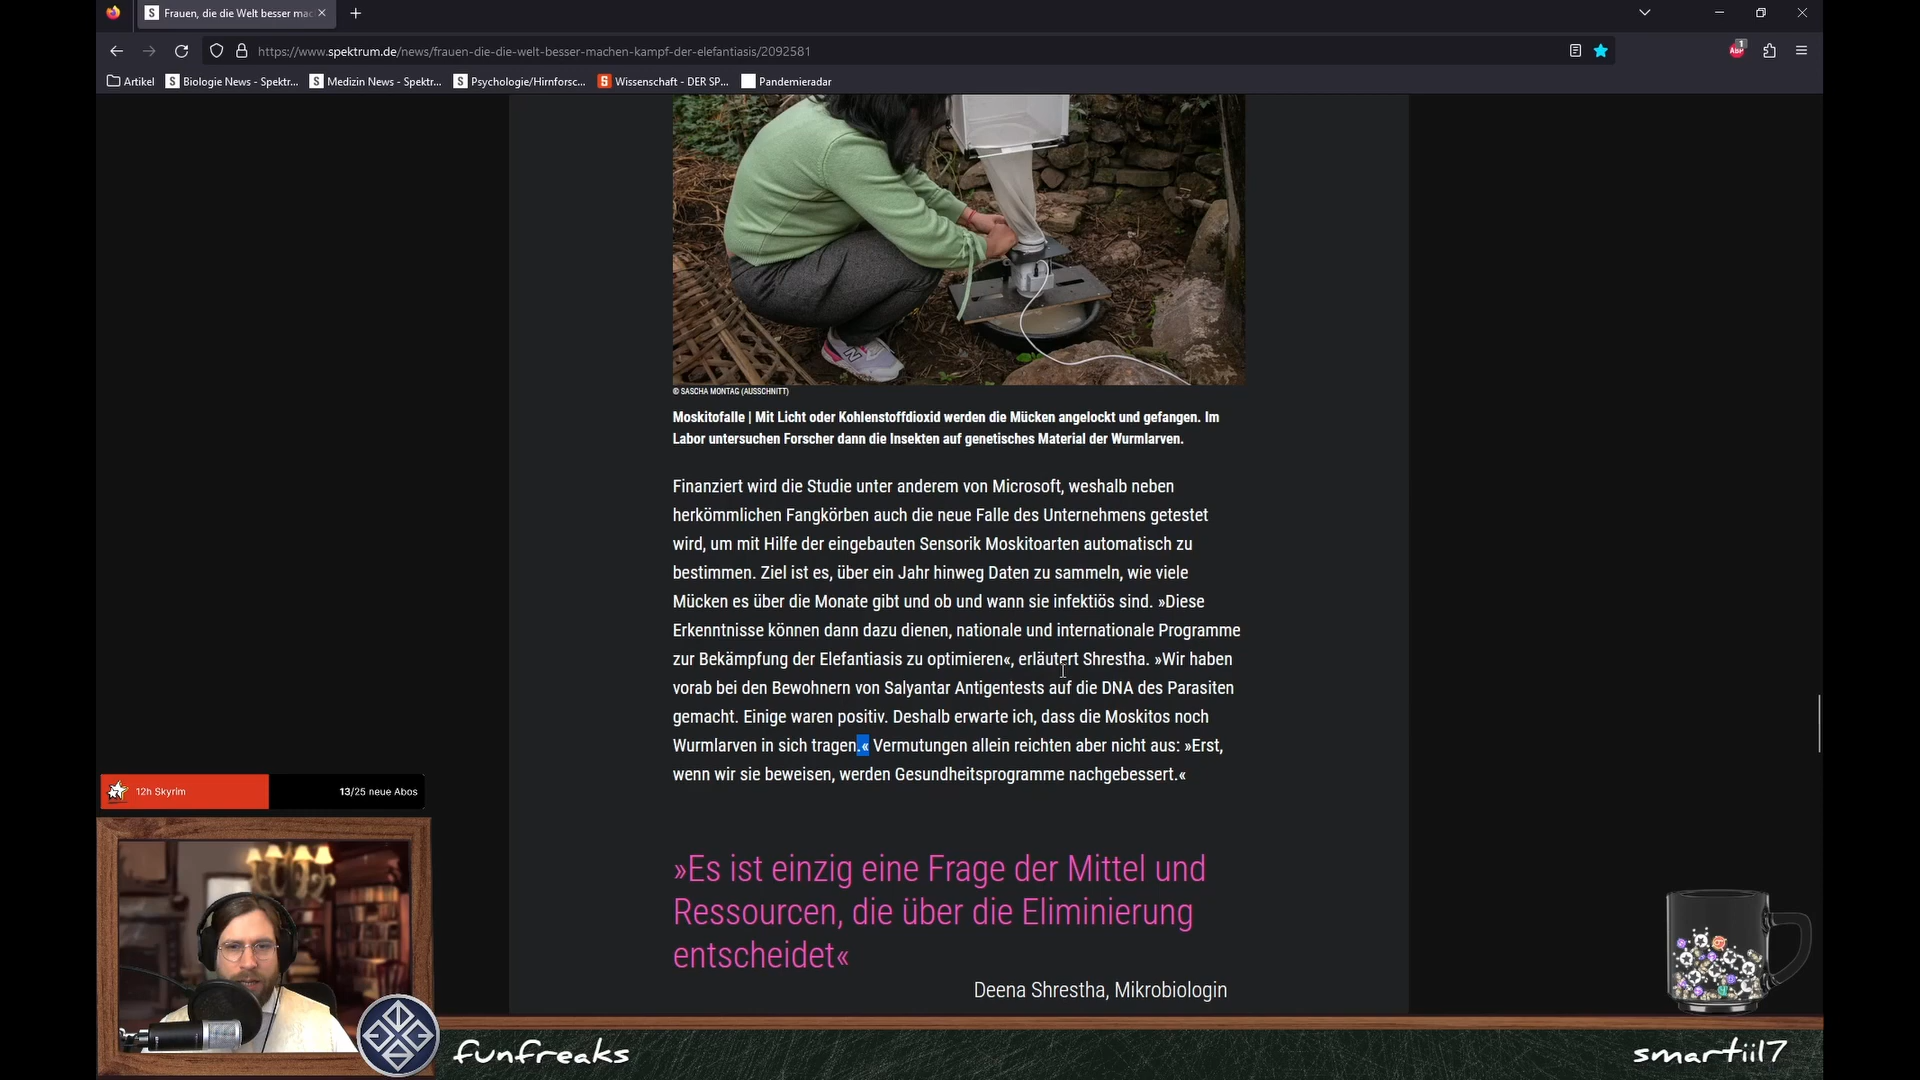 Frauen, die die Welt besser mac
https://www.spektrum.de/news/frauen-die-die-welt-besser-machen-kampf-der-elefantiasis/2092581
ABP
1
Artikel
Biologie News - Spektr...
Medizin News - Spektr...
Psychologie/Hirnforsc...
Wissenschaft - DER SP...
Pandemieradar
© SASCHA MONTAG (AUSSCHNITT)
Moskitofalle | Mit Licht oder Kohlenstoffdioxid werden die Mücken angelockt und gefangen. Im
Labor untersuchen Forscher dann die Insekten auf genetisches Material der Wurmlarven.
Finanziert wird die Studie unter anderem von Microsoft, weshalb neben
herkömmlichen Fangkörben auch die neue Falle des Unternehmens getestet
wird, um mit Hilfe der eingebauten Sensorik Moskitoarten automatisch zu
bestimmen. Ziel ist es, über ein Jahr hinweg Daten zu sammeln, wie viele
Mücken es über die Monate gibt und ob und wann sie infektiös sind. »Diese
Erkenntnisse können dann dazu dienen, nationale und internationale Programme
zur Bekämpfung der Elefantiasis zu optimieren«, erläutert Shrestha. »Wir haben
vorab bei den Bewohnern von Salyantar Antigentests auf die DNA des Parasiten
gemacht. Einige waren positiv. Deshalb erwarte ich, dass die Moskitos noch
Wurmlarven in sich tragen.« Vermutungen allein reichten aber nicht aus: »Erst,
wenn wir sie beweisen, werden Gesundheitsprogramme nachgebessert.«
»Es ist einzig eine Frage der Mittel und
Ressourcen, die über die Eliminierung
entscheidet«
Deena Shrestha, Mikrobiologin
12h Skyrim
13/25 neue Abos
funfreaks
smartiil7